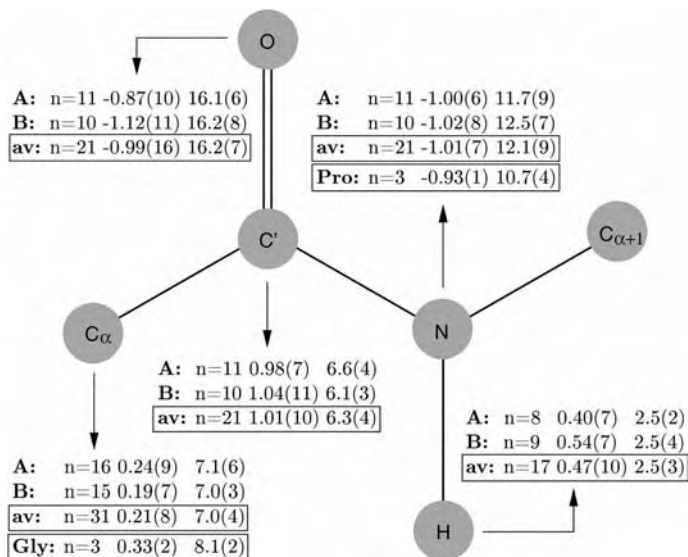 O
A: n=11 -0.87(10) 16.1(6)
B: n=10 -1.12(11) 16.2(8)
av: n=21 -0.99(16) 16.2(7)
A: n=11 -1.00(6) 11.7(9)
B: n=10 -1.02(8) 12.5(7)
av: n=21 -1.01(7) 12.1(9)
Pro: n=3 -0.93(1) 10.7(4)
C'
Cα+1
Cα
N
A: n=11 0.98(7) 6.6(4)
B: n=10 1.04(11) 6.1(3)
av: n=21 1.01(10) 6.3(4)
A: n=8 0.40(7) 2.5(2)
B: n=9 0.54(7) 2.5(4)
av: n=17 0.47(10) 2.5(3)
A: n=16 0.24(9) 7.1(6)
B: n=15 0.19(7) 7.0(3)
av: n=31 0.21(8) 7.0(4)
Gly: n=3 0.33(2) 8.1(2)
H